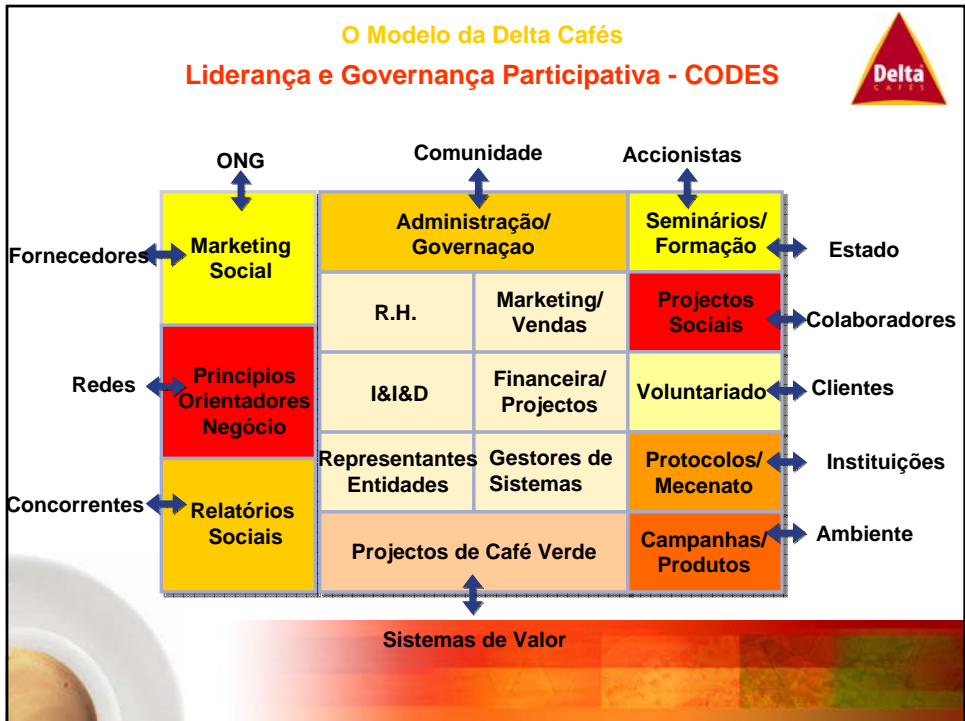 O Modelo da Delta Cafés
Liderança e Governança Participativa - CODES
Delta
CAFÉS
ONG
Comunidade
Accionistas
Fornecedores
Marketing
Social
Administração/
Governaçao
Seminários/
Formação
Estado
R.H.
Marketing/
Vendas
Projectos
Sociais
Colaboradores
Redes
Principios
Orientadores
Negócio
I&I&D
Financeira/
Projectos
Voluntariado
Clientes
Representantes
Entidades
Gestores de
Sistemas
Protocolos/
Mecenato
Instituições
Concorrentes
Relatórios
Sociais
Projectos de Café Verde
Campanhas/
Produtos
Ambiente
Sistemas de Valor